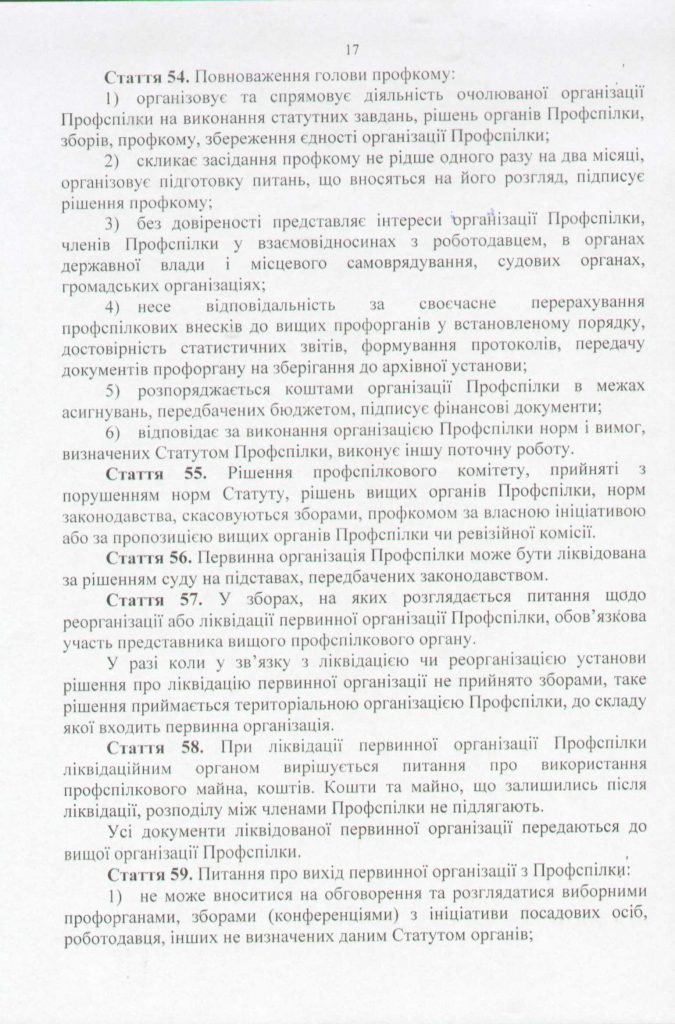 17
Стаття 54. Повноваження голови профкому:
1) організовує та спрямовує діяльність очолюваної організації
Профспілки на виконання статутних завдань, рішень органів Профспілки,
зборів, профкому, збереження єдності організації Профспілки;
2) скликає засідання профкому не рідше одного разу на два місяці,
організовує підготовку питань, що вносяться на його розгляд, підписує
рішення профкому;
3) без довіреності представляє інтереси організації Профспілки,
членів Профспілки у взаємовідносинах з роботодавцем, в органах
державної влади і місцевого самоврядування, судових органах,
громадських організаціях;
4) несе відповідальність за своєчасне перерахування
профспілкових внесків до вищих профорганів у встановленому порядку,
достовірність статистичних звітів, формування протоколів, передачу
документів профоргану на зберігання до архівної установи;
5) розпоряджається коштами організації Профспілки в межах
асигнувань, передбачених бюджетом, підписує фінансові документи;
6) відповідає за виконання організацією Профспілки норм і вимог,
визначених Статутом Профспілки, виконує іншу поточну роботу.
Стаття 55. Рішення профспілкового комітету, прийняті з
порушенням норм Статуту, рішень вищих органів Профспілки, норм
законодавства, скасовуються зборами, профкомом за власною ініціативою
або за пропозицією вищих органів Профспілки чи ревізійної комісії.
Стаття 56. Первинна організація Профспілки може бути ліквідована
за рішенням суду на підставах, передбачених законодавством.
Стаття 57. У зборах, на яких розглядається питання щодо
реорганізації або ліквідації первинної організації Профспілки, обов’язкова
участь представника вищого профспілкового органу.
У разі коли у зв’язку з ліквідацією чи реорганізацією установи
рішення про ліквідацію первинної організації не прийнято зборами, таке
рішення приймається територіальною організацією Профспілки, до складу
якої входить первинна організація.
Стаття 58. При ліквідації первинної організації Профспілки
ліквідаційним органом вирішується питання про використання
профспілкового майна, коштів. Кошти та майно, що залишились після
ліквідації, розподілу між членами Профспілки не підлягають.
Усі документи ліквідованої первинної організації передаються до
вищої організації Профспілки.
Стаття 59. Питання про вихід первинної організації з Профспілки:
1) не може вноситися на обговорення та розглядатися виборними
профорганами, зборами (конференціями) з ініціативи посадових осіб,
роботодавця, інших не визначених даним Статутом органів;